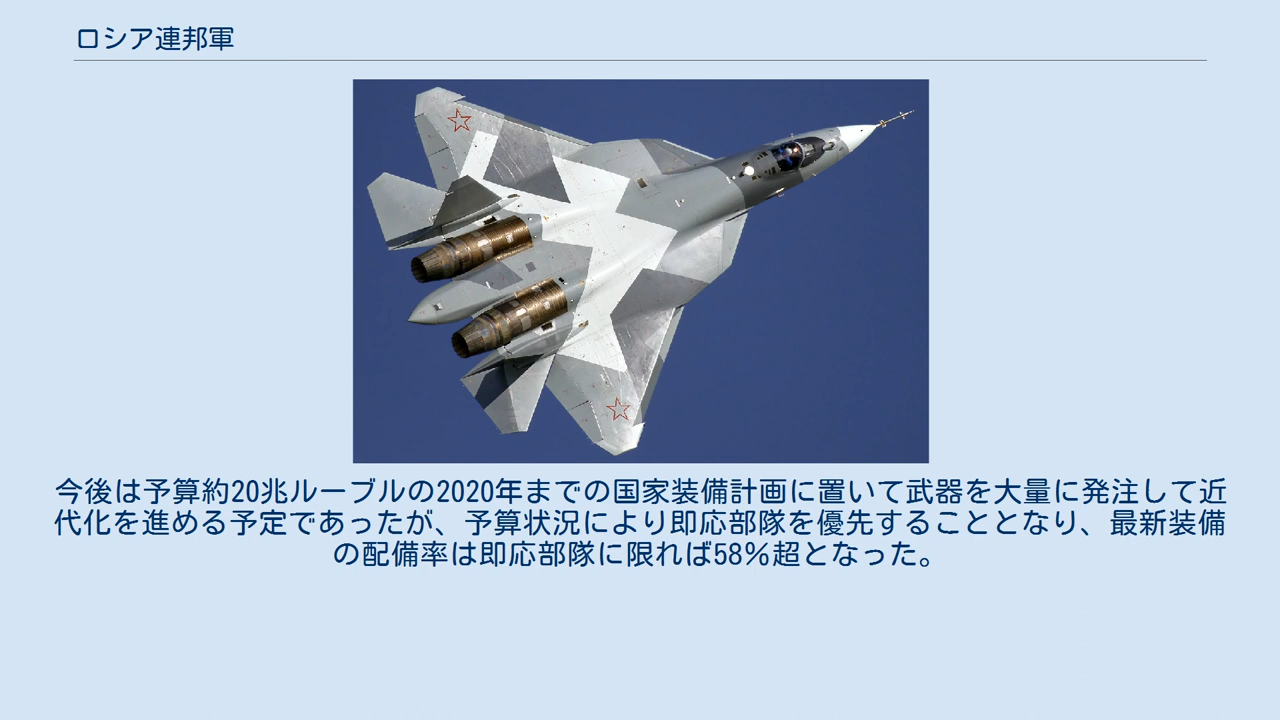 ロシア連邦軍
今後は予算約20兆ルーブルの2020年までの国家装備計画に置いて武器を大量に発注して近
代化を進める予定であったが、予算状況により即応部隊を優先することとなり、最新装備
の配備率は即応部隊に限れば58%超となった。